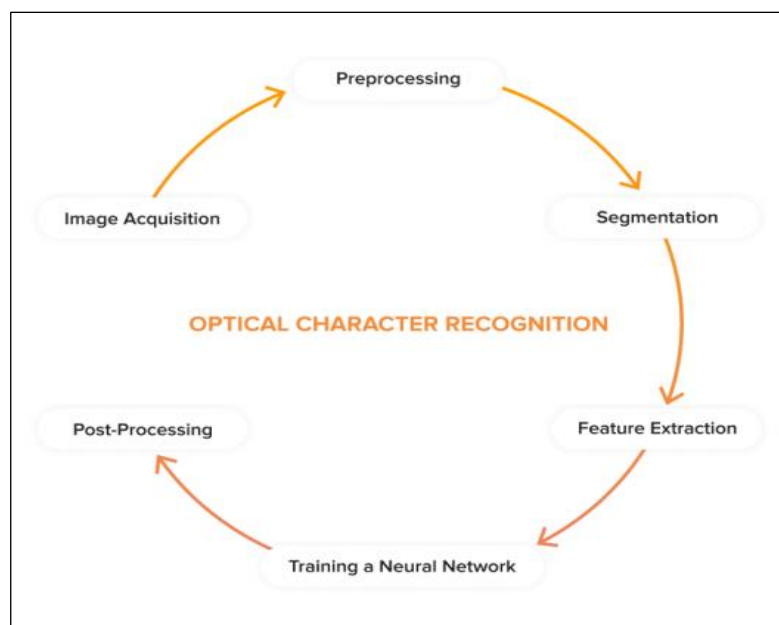 Preprocessing
Image Acquisition
Segmentation
OPTICAL CHARACTER RECOGNITION
Post-Processing
Feature Extraction
Training a Neural Network